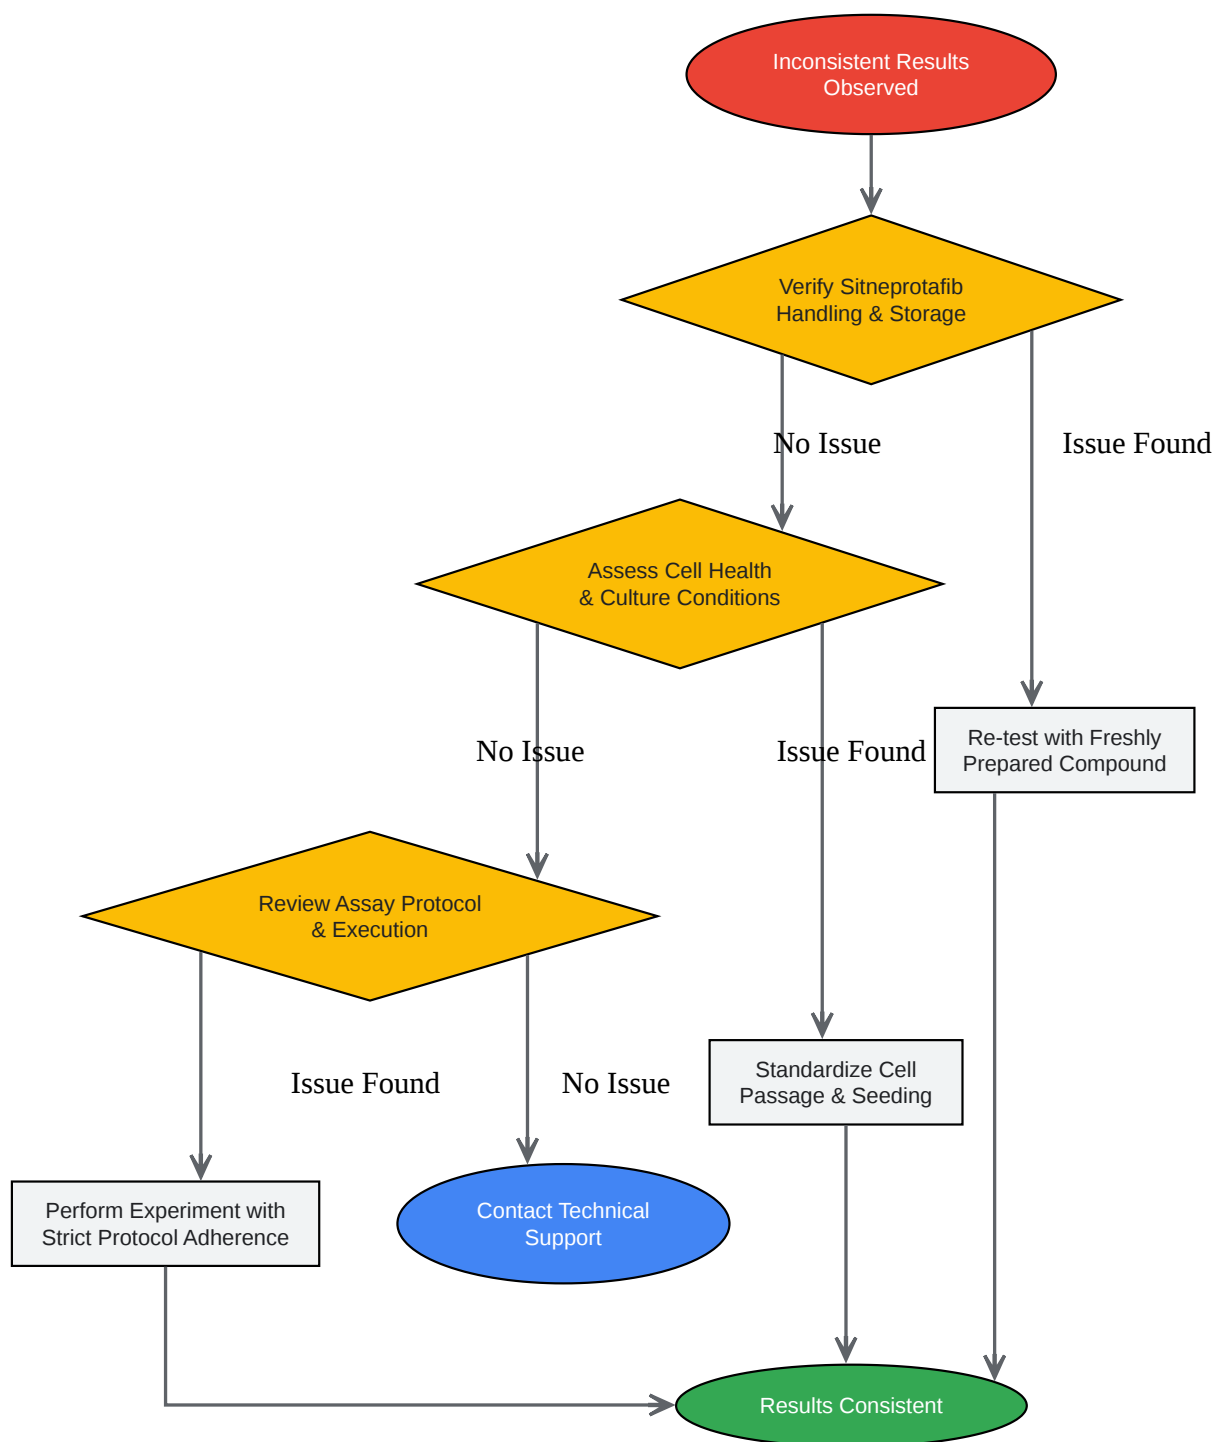 Inconsistent Results
Observed
Verify Sitneprotafib
Handling & Storage
No Issue
Issue Found
Assess Cell Health
& Culture Conditions
No Issue
Issue Found
Re-test with Freshly
Prepared Compound
Review Assay Protocol
& Execution
Issue Found
No Issue
Standardize Cell
Passage & Seeding
Perform Experiment with
Strict Protocol Adherence
Contact Technical
Support
Results Consistent